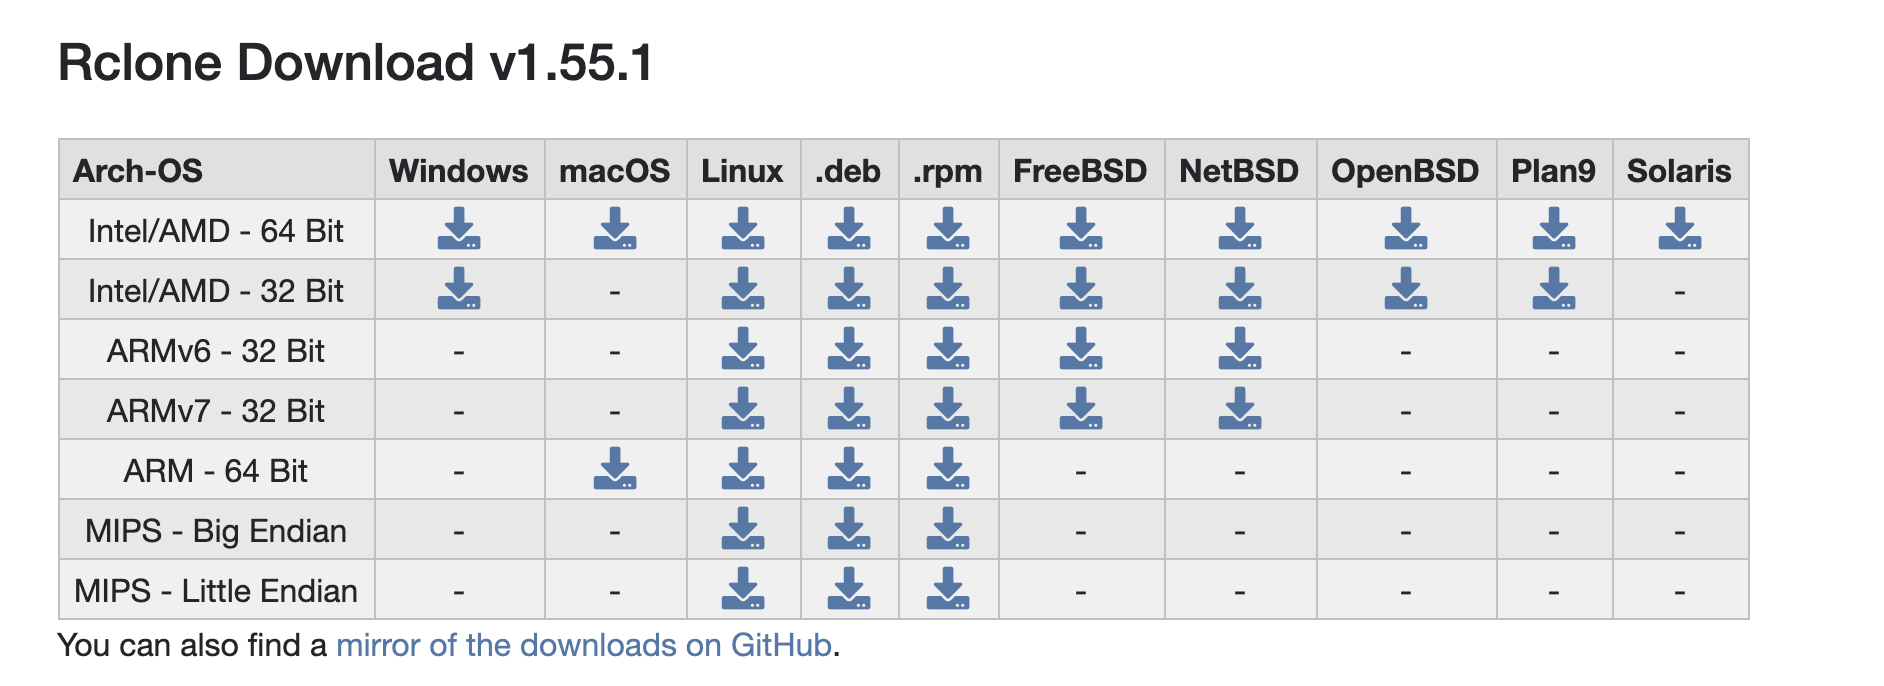 Rclone Download v1.55.1
Arch-OS Windows macOS Linux .deb .rpm FreeBSD NetBSD OpenBSD Plan9 Solaris
Intel/AMD - 64 Bit
Intel/AMD - 32 Bit - -
ARMv6 - 32 Bit - - - - -
ARMv7 - 32 Bit - - - - -
ARM - 64 Bit - - - - - -
MIPS - Big Endian - - - - - - -
MIPS - Little Endian - - - - - - -
You can also find a mirror of the downloads on GitHub.